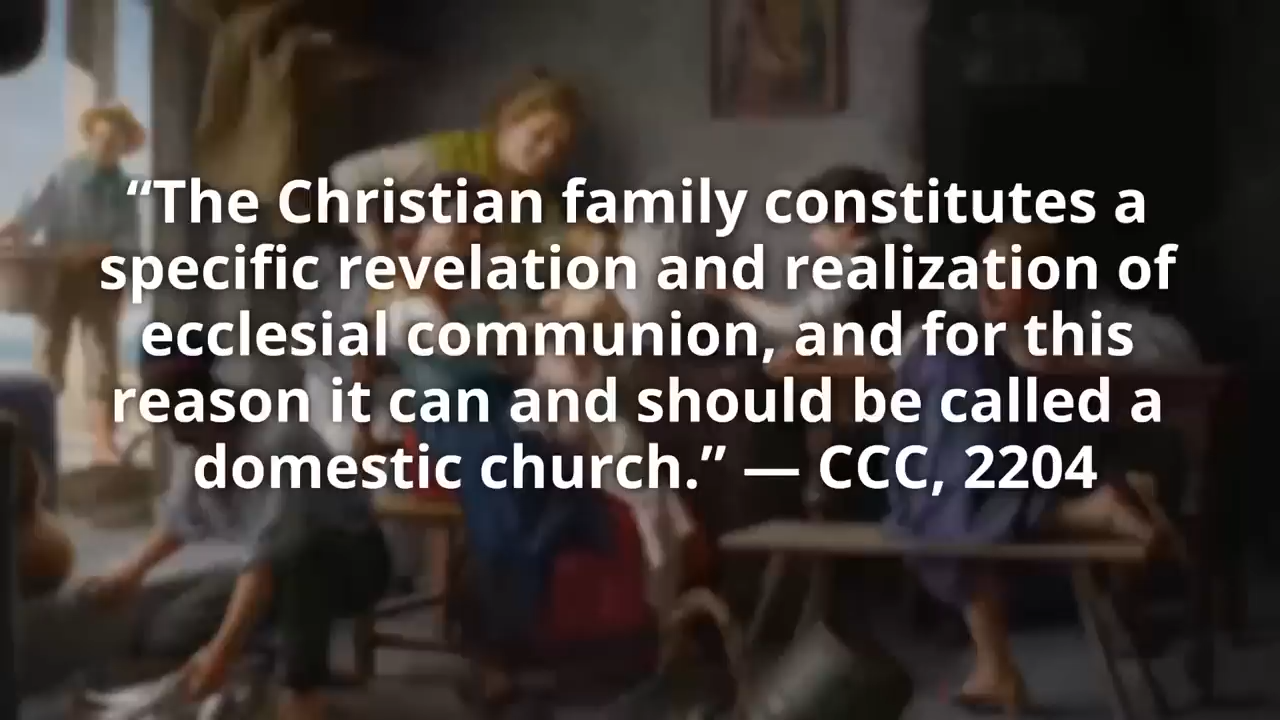 “The Christian family constitutes a
specific revelation and realization of
ecclesial communion, and for this
reason it can and should be called a
domestic church.” — CCC, 2204